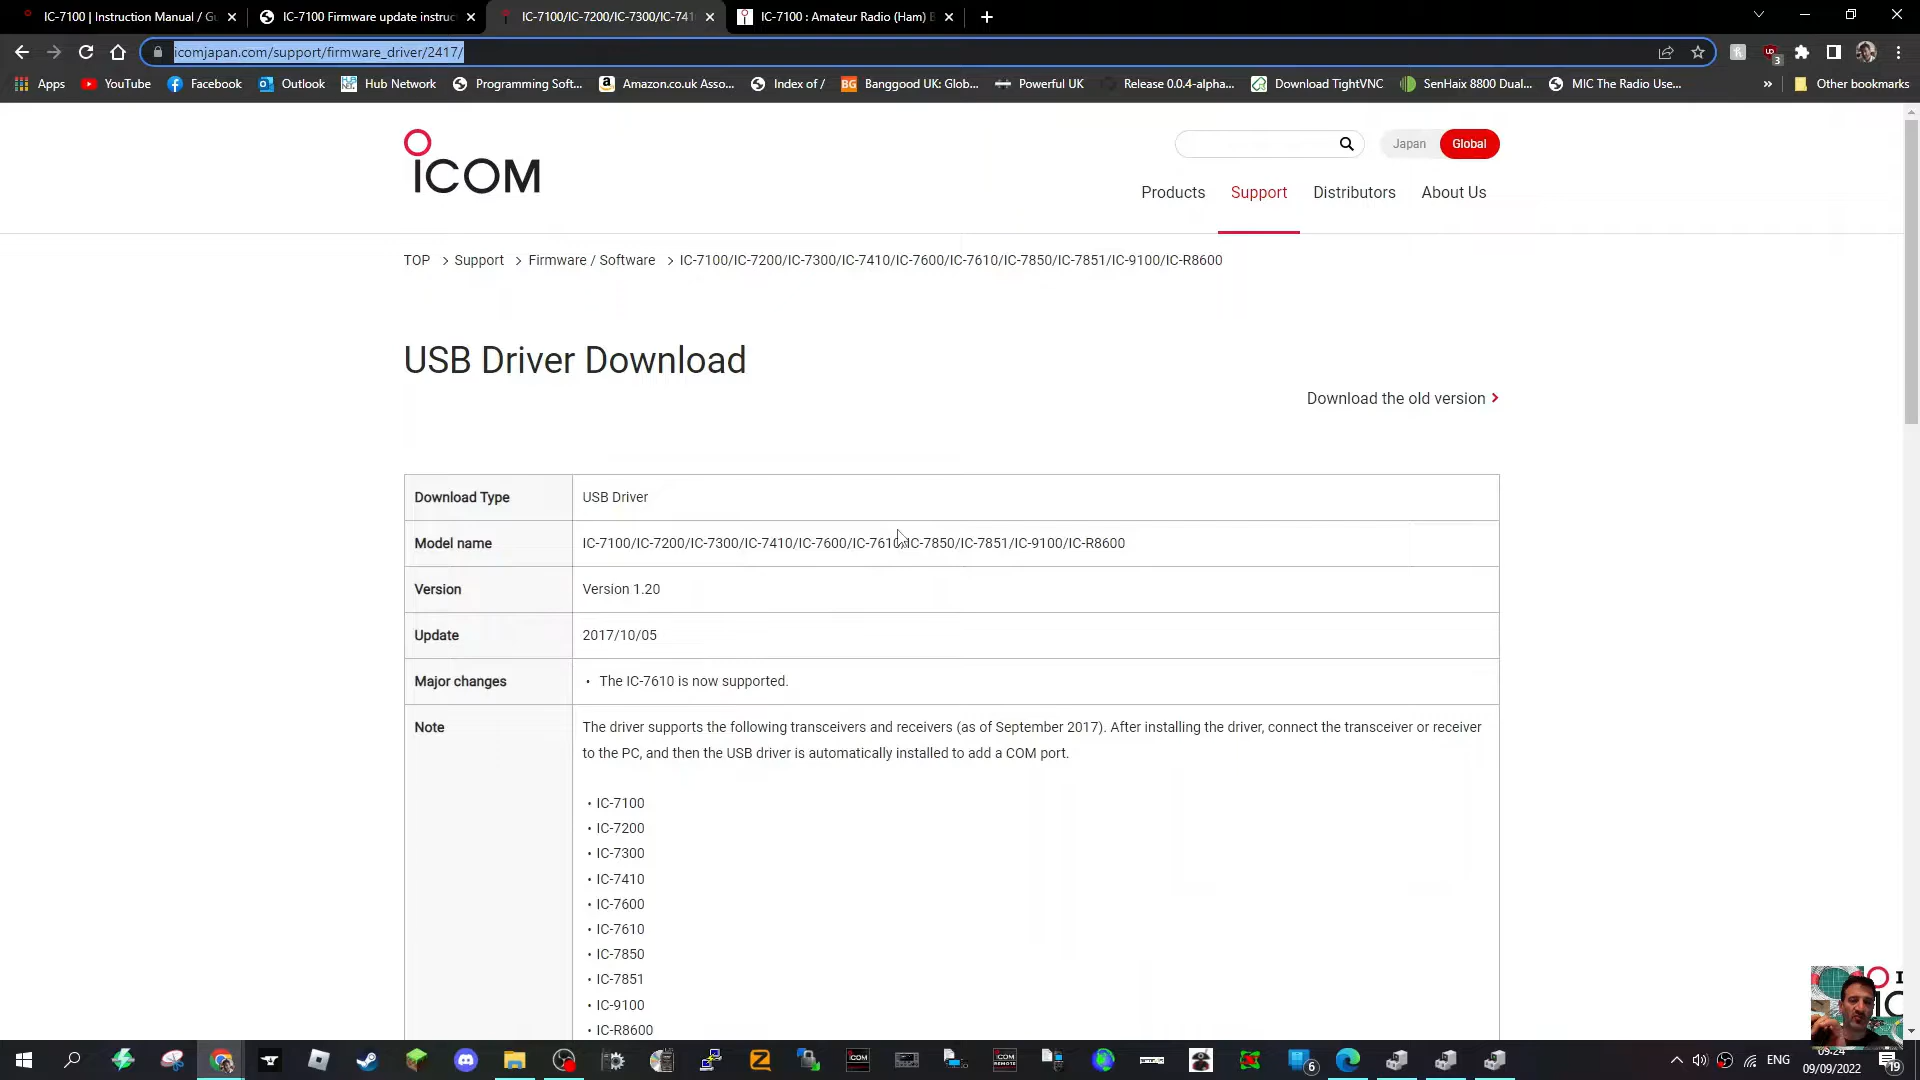 IC-7100 | Instruction Manual / Gu
IC-7100 Firmware update instruc
IC-7100/IC-7200/IC-7300/IC-741
IC-7100 : Amateur Radio (Ham) E
icomjapan.com/support/firmware_driver/2417/
3
Apps
YouTube
Facebook
Outlook
Hub Network
Programming Soft...
Amazon.co.uk Asso...
Index of /
BG
Banggood UK: Glob...
Powerful UK
Release 0.0.4-alpha...
Download TightVNC
SenHaix 8800 Dual...
MIC The Radio Use...
»
Other bookmarks
ICOM
Japan
Global
Products
Support
Distributors
About Us
TOP > Support > Firmware / Software > IC-7100/IC-7200/IC-7300/IC-7410/IC-7600/IC-7610/IC-7850/IC-7851/IC-9100/IC-R8600
USB Driver Download
Download the old version >
Download Type
USB Driver
Model name
IC-7100/IC-7200/IC-7300/IC-7410/IC-7600/IC-7610/IC-7850/IC-7851/IC-9100/IC-R8600
Version
Version 1.20
Update
2017/10/05
Major changes
・ The IC-7610 is now supported.
Note
The driver supports the following transceivers and receivers (as of September 2017). After installing the driver, connect the transceiver or receiver
to the PC, and then the USB driver is automatically installed to add a COM port.
・IC-7100
・IC-7200
・IC-7300
・IC-7410
・IC-7600
・IC-7610
・IC-7850
・IC-7851
・IC-9100
・IC-R8600
6
ENG
09:24
09/09/2022
19